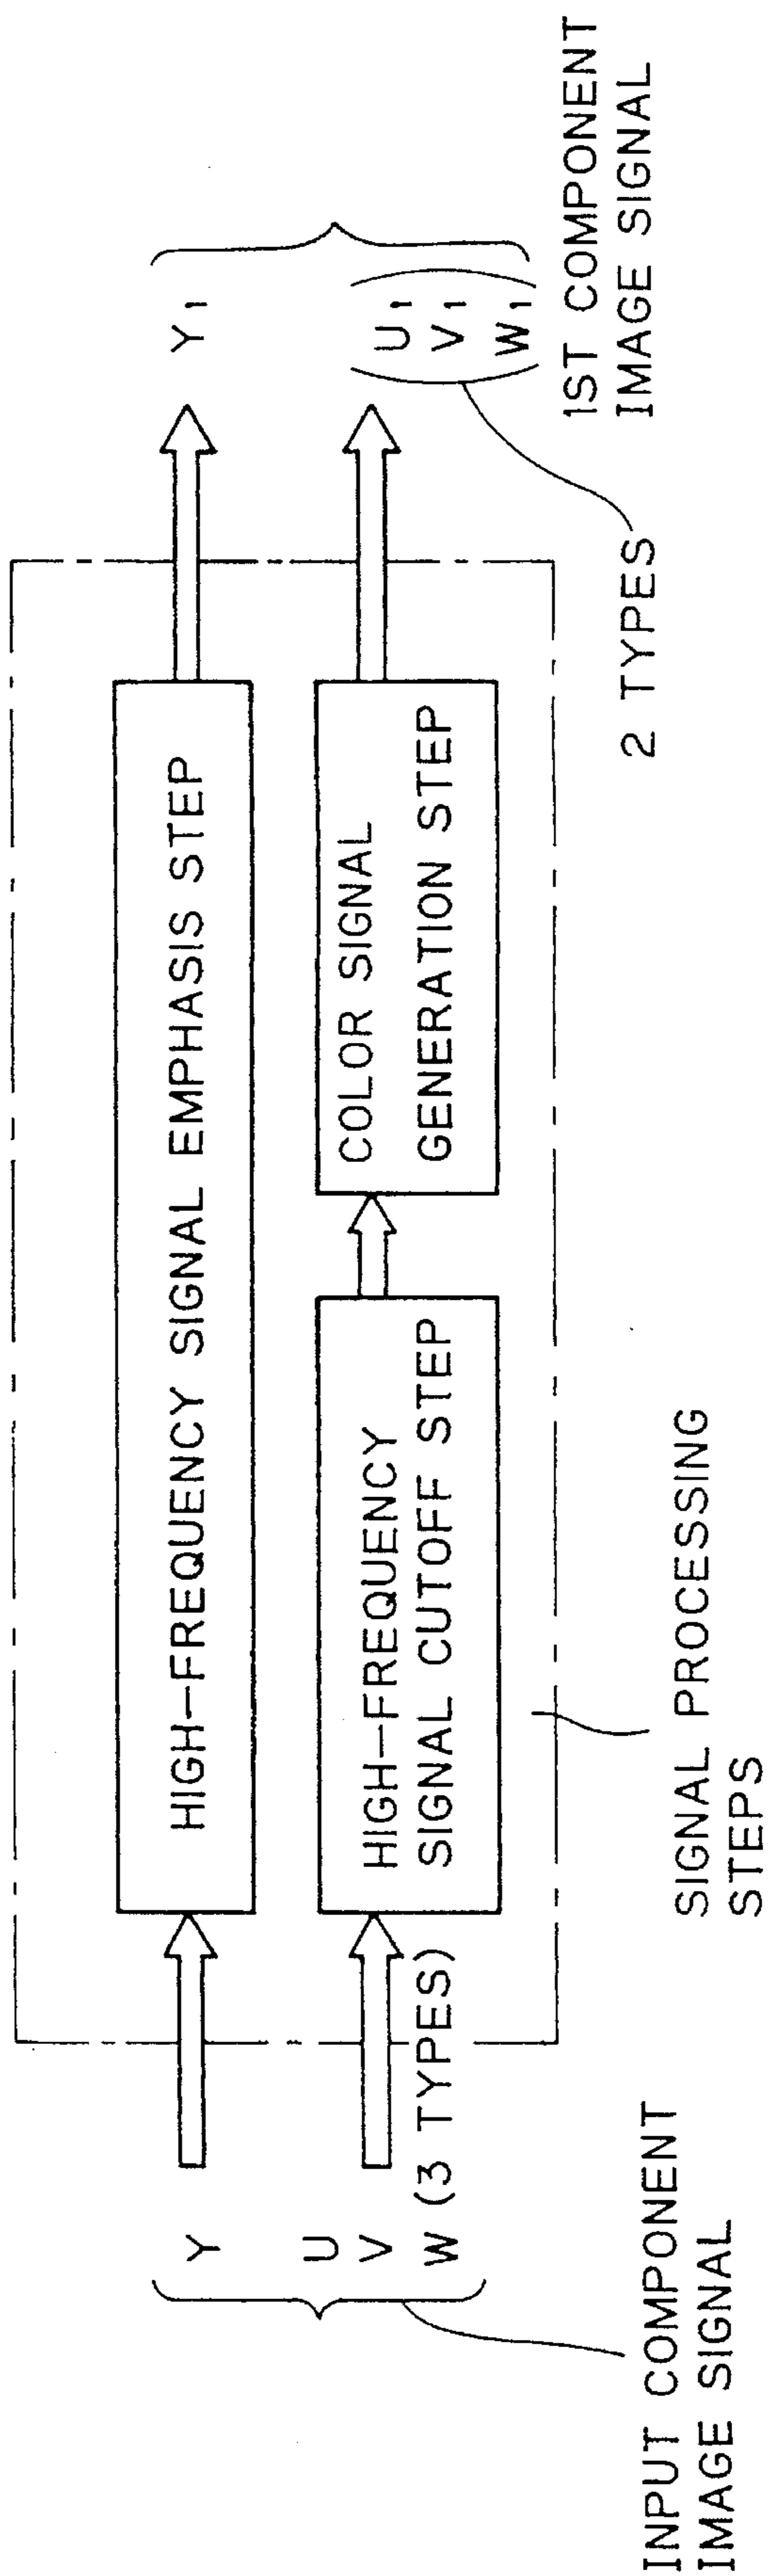 Y
U
V
W (3 TYPES)
INPUT COMPONENT
IMAGE SIGNAL
HIGH-FREQUENCY SIGNAL EMPHASIS STEP
HIGH-FREQUENCY
SIGNAL CUTOFF STEP
COLOR SIGNAL
GENERATION STEP
SIGNAL PROCESSING
STEPS
Y1
U1
V1
W1
2 TYPES
1ST COMPONENT
IMAGE SIGNAL